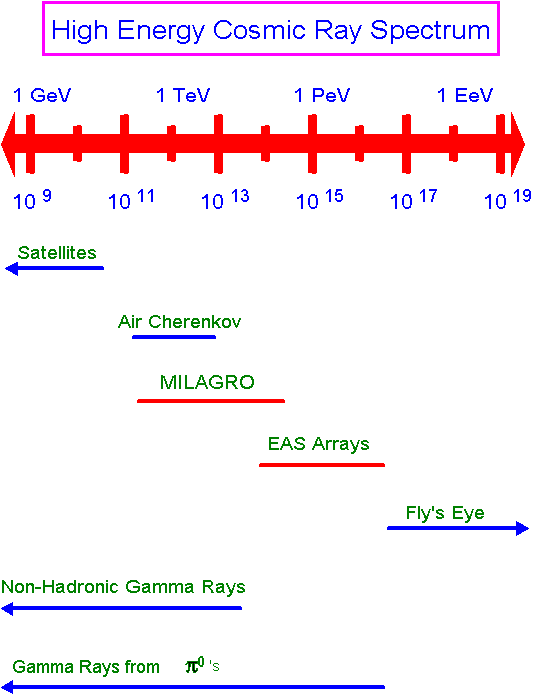 High Energy Cosmic Ray Spectrum
1 GeV 1 TeV 1 PeV 1 EeV
10 9 10 11 10 13 10 15 10 17 10 19
Satellites
Air Cherenkov
MILAGRO
EAS Arrays
Fly's Eye
Non-Hadronic Gamma Rays
Gamma Rays from π0 's